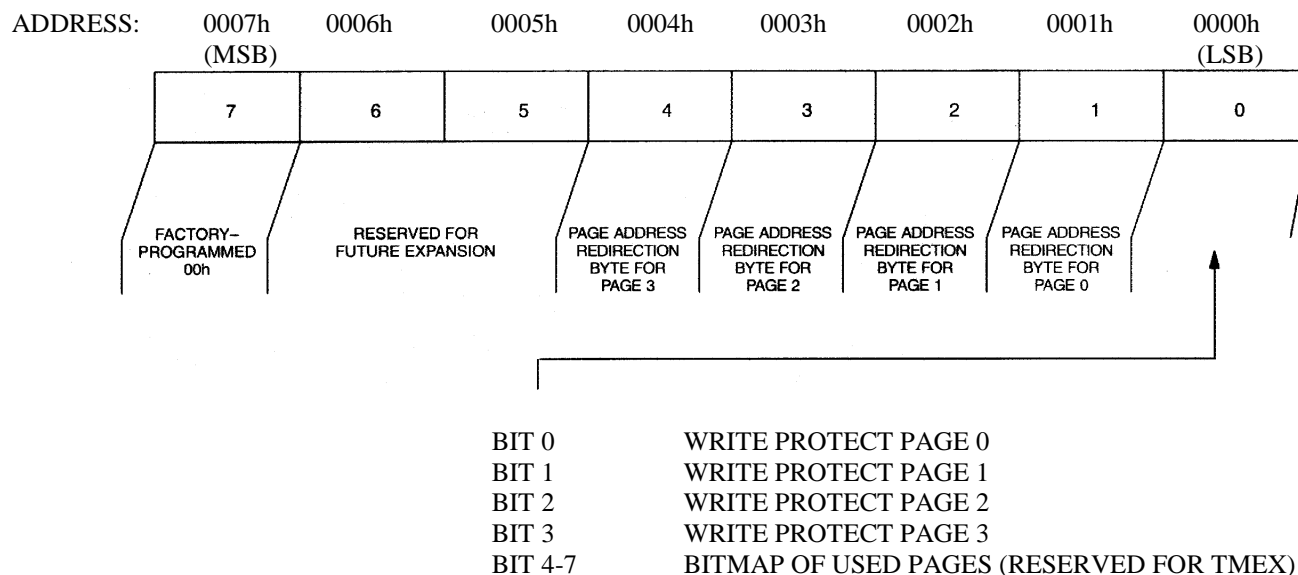 ADDRESS: 0007h 0006h 0005h 0004h 0003h 0002h 0001h 0000h
(MSB) (LSB)
7 6 5 4 3 2 1 0
FACTORY–
PROGRAMMED
00h
RESERVED FOR
FUTURE EXPANSION
PAGE ADDRESS
REDIRECTION
BYTE FOR
PAGE 3
PAGE ADDRESS
REDIRECTION
BYTE FOR
PAGE 2
PAGE ADDRESS
REDIRECTION
BYTE FOR
PAGE 1
PAGE ADDRESS
REDIRECTION
BYTE FOR
PAGE 0
BIT 0 WRITE PROTECT PAGE 0
BIT 1 WRITE PROTECT PAGE 1
BIT 2 WRITE PROTECT PAGE 2
BIT 3 WRITE PROTECT PAGE 3
BIT 4-7 BITMAP OF USED PAGES (RESERVED FOR TMEX)